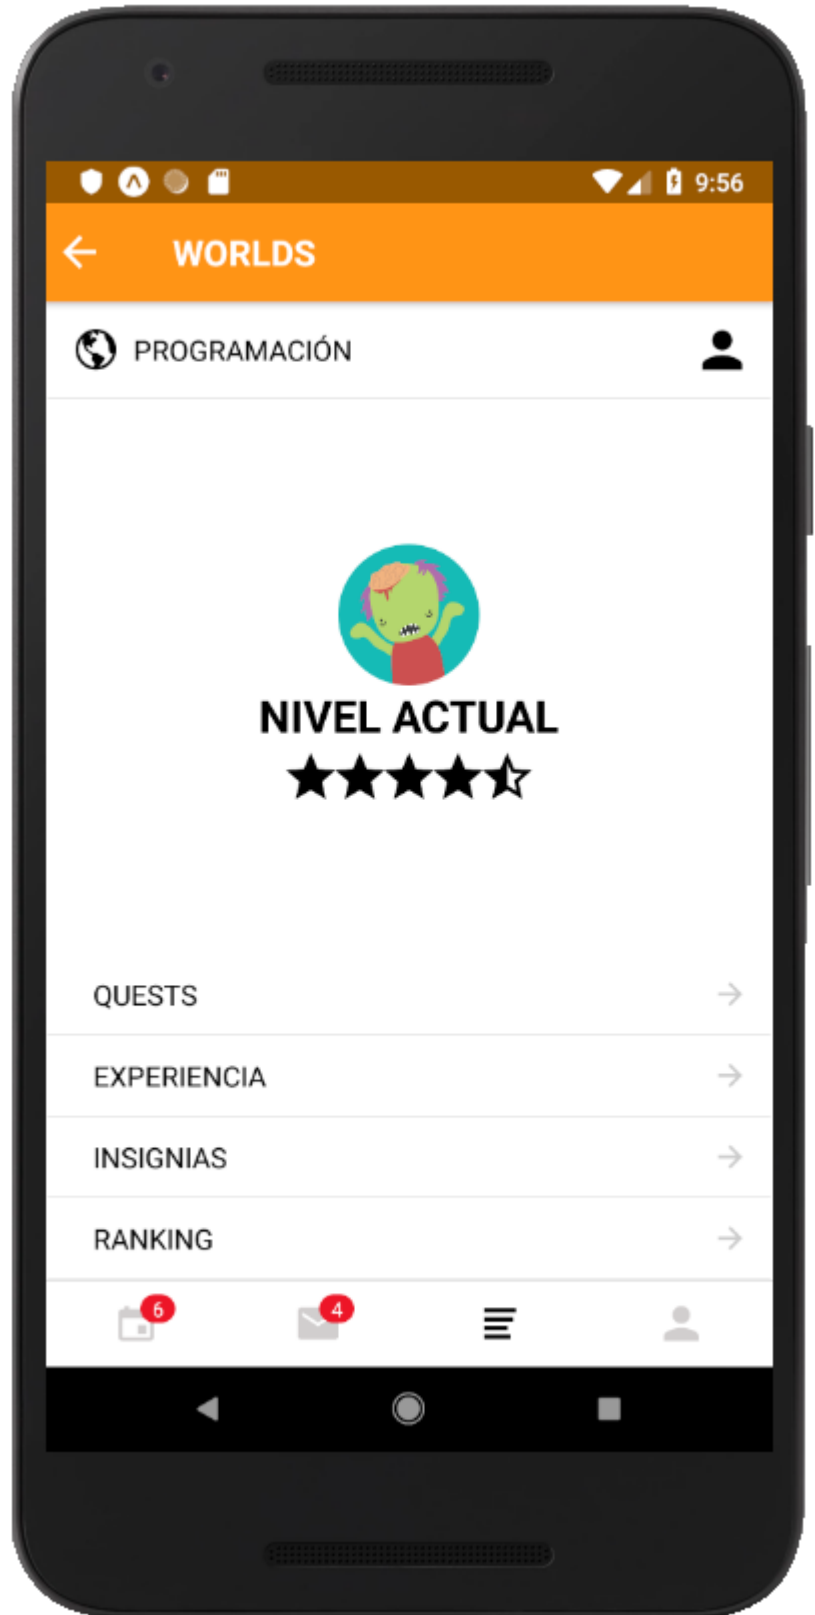 9:56
WORLDS
PROGRAMACIÓN
NIVEL ACTUAL
QUESTS
EXPERIENCIA
INSIGNIAS
RANKING
6
4